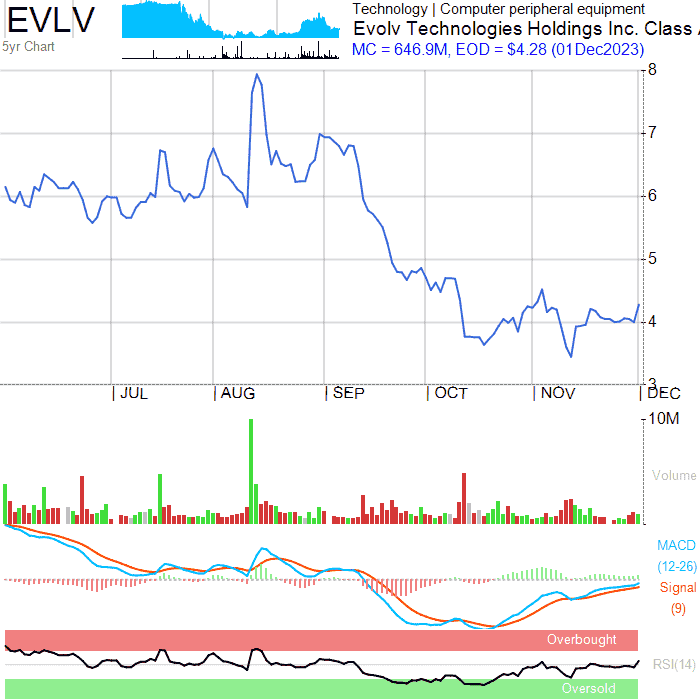 EVLV
5yr Chart
Technology | Computer peripheral equipment
Evolv Technologies Holdings Inc. Class A
MC = 646.9M, EOD = $4.28 (01Dec2023)
8
7
6
5
4
3
| JUL | AUG | SEP | OCT | NOV | DEC
10M
Volume
MACD
(12-26)
Signal
(9)
Overbought
RSI(14)
Oversold